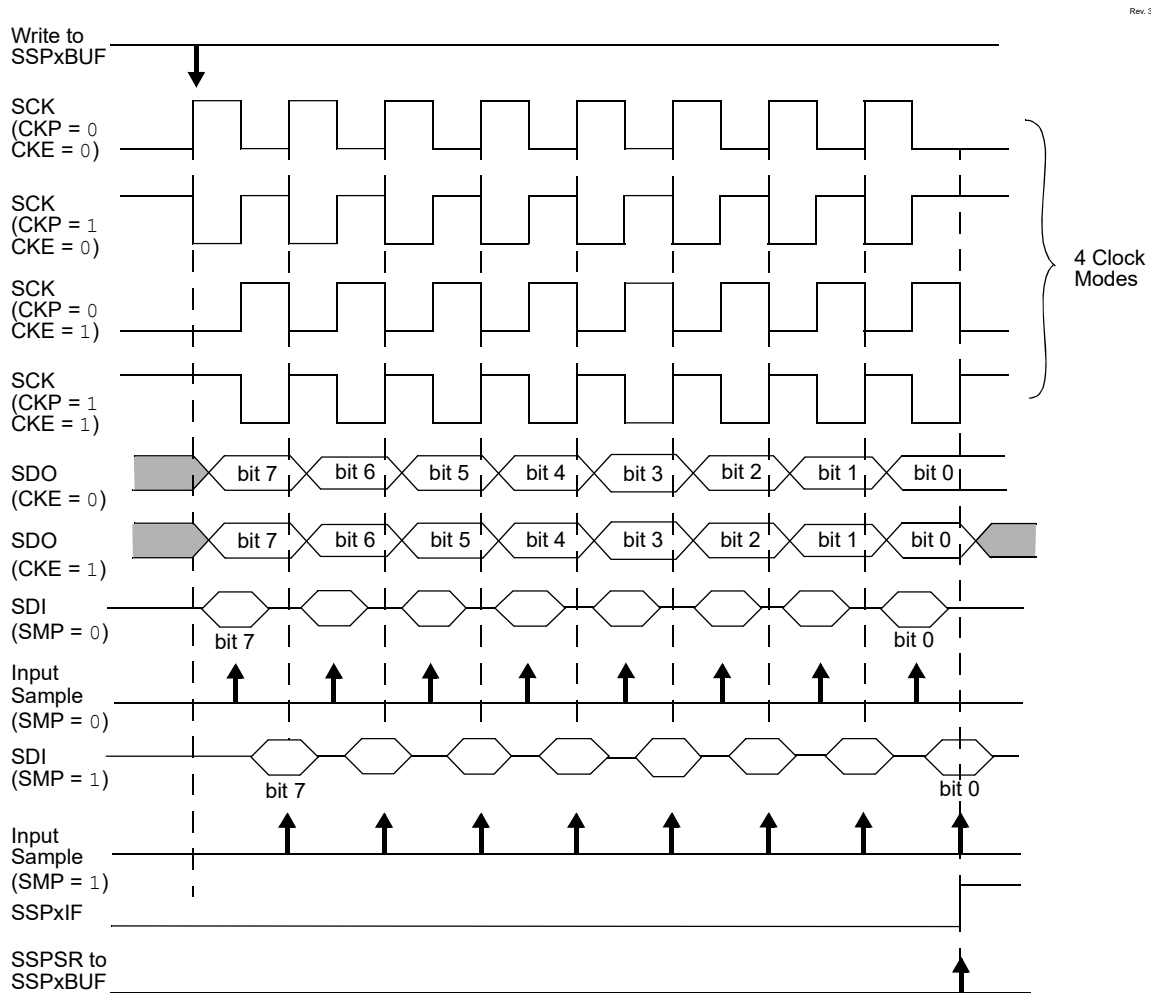 Rev. 3
Write to
SSPxBUF
SCK
(CKP = 0
CKE = 0)
SCK
(CKP = 1
CKE = 0)
4 Clock
Modes
SCK
(CKP = 0
CKE = 1)
SCK
(CKP = 1
CKE = 1)
SDO
(CKE = 0)
bit 7 bit 6 bit 5 bit 4 bit 3 bit 2 bit 1 bit 0
SDO
(CKE = 1)
bit 7 bit 6 bit 5 bit 4 bit 3 bit 2 bit 1 bit 0
SDI
(SMP = 0)
bit 7 bit 0
Input
Sample
(SMP = 0)
SDI
(SMP = 1)
bit 7 bit 0
Input
Sample
(SMP = 1)
SSPxIF
SSPSR to
SSPxBUF